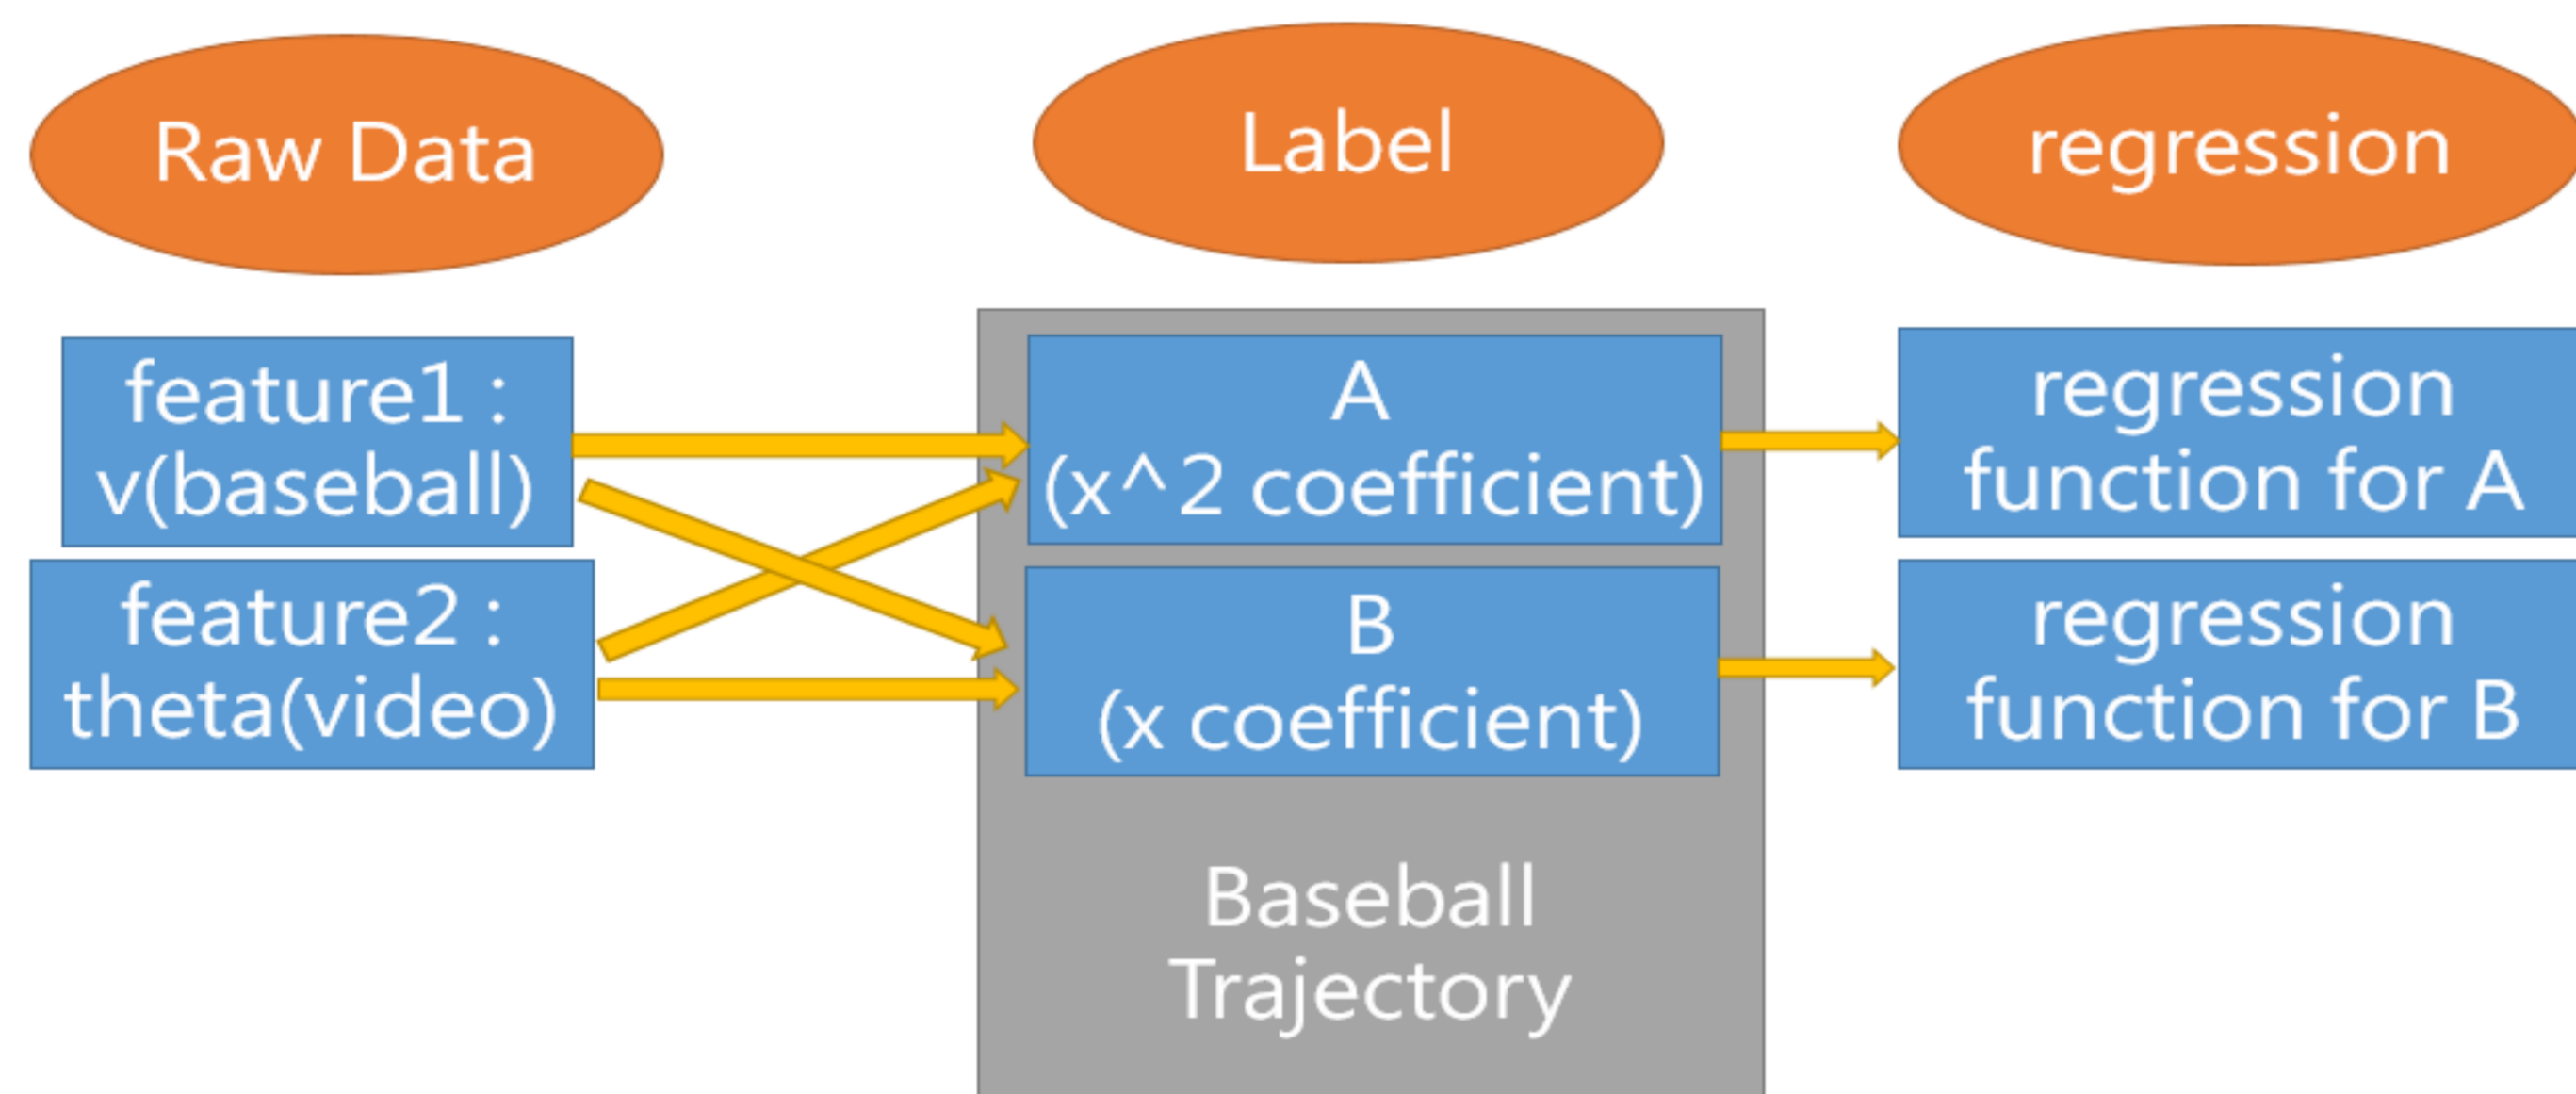 Raw Data
Label
regression
feature1 :
v(baseball)
feature2 :
theta(video)
A
(x^2 coefficient)
B
(x coefficient)
Baseball
Trajectory
regression
function for A
regression
function for B